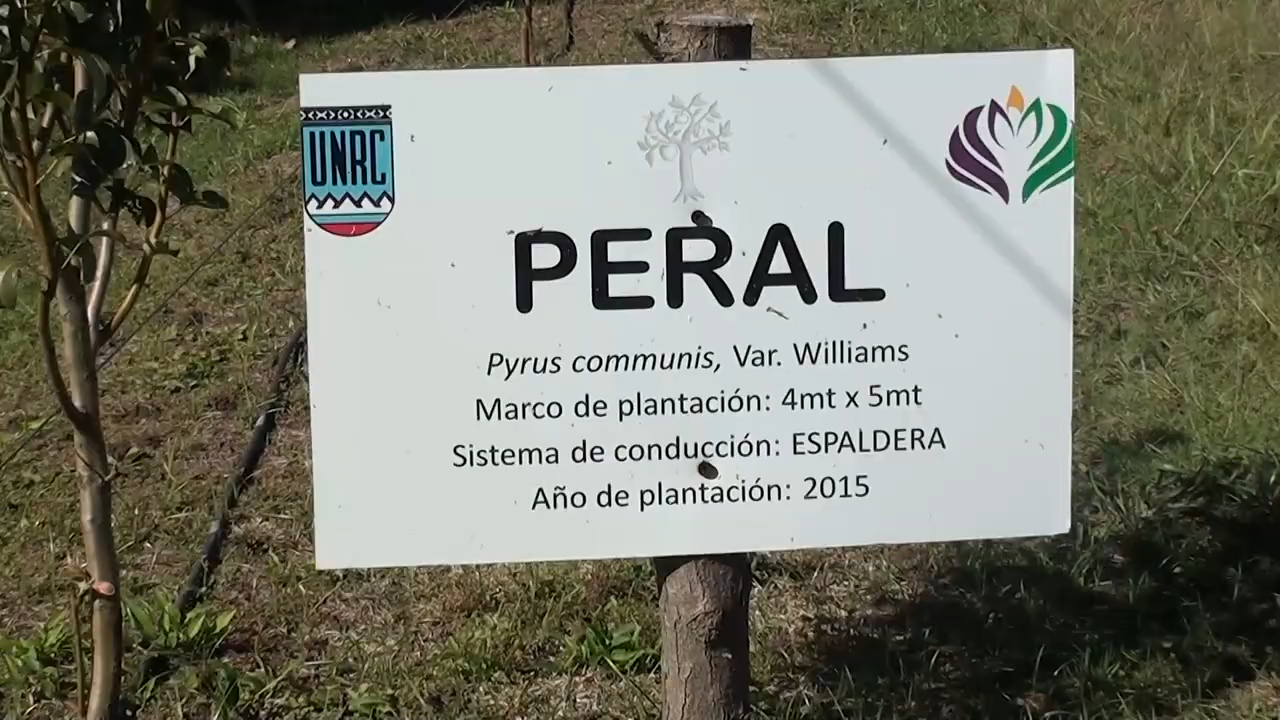 UNRC
PERAL
Pyrus communis, Var. Williams
Marco de plantación: 4mt x 5mt
Sistema de conducción: ESPALDERA
Año de plantación: 2015